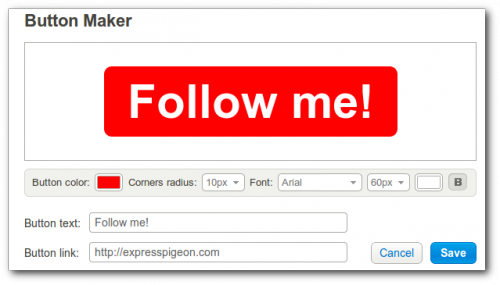 Button Maker
Follow me!
Button color: Corners radius: 10px Font: Arial 60px B
Button text: Follow me!
Button link: http://expresspigeon.com Cancel Save